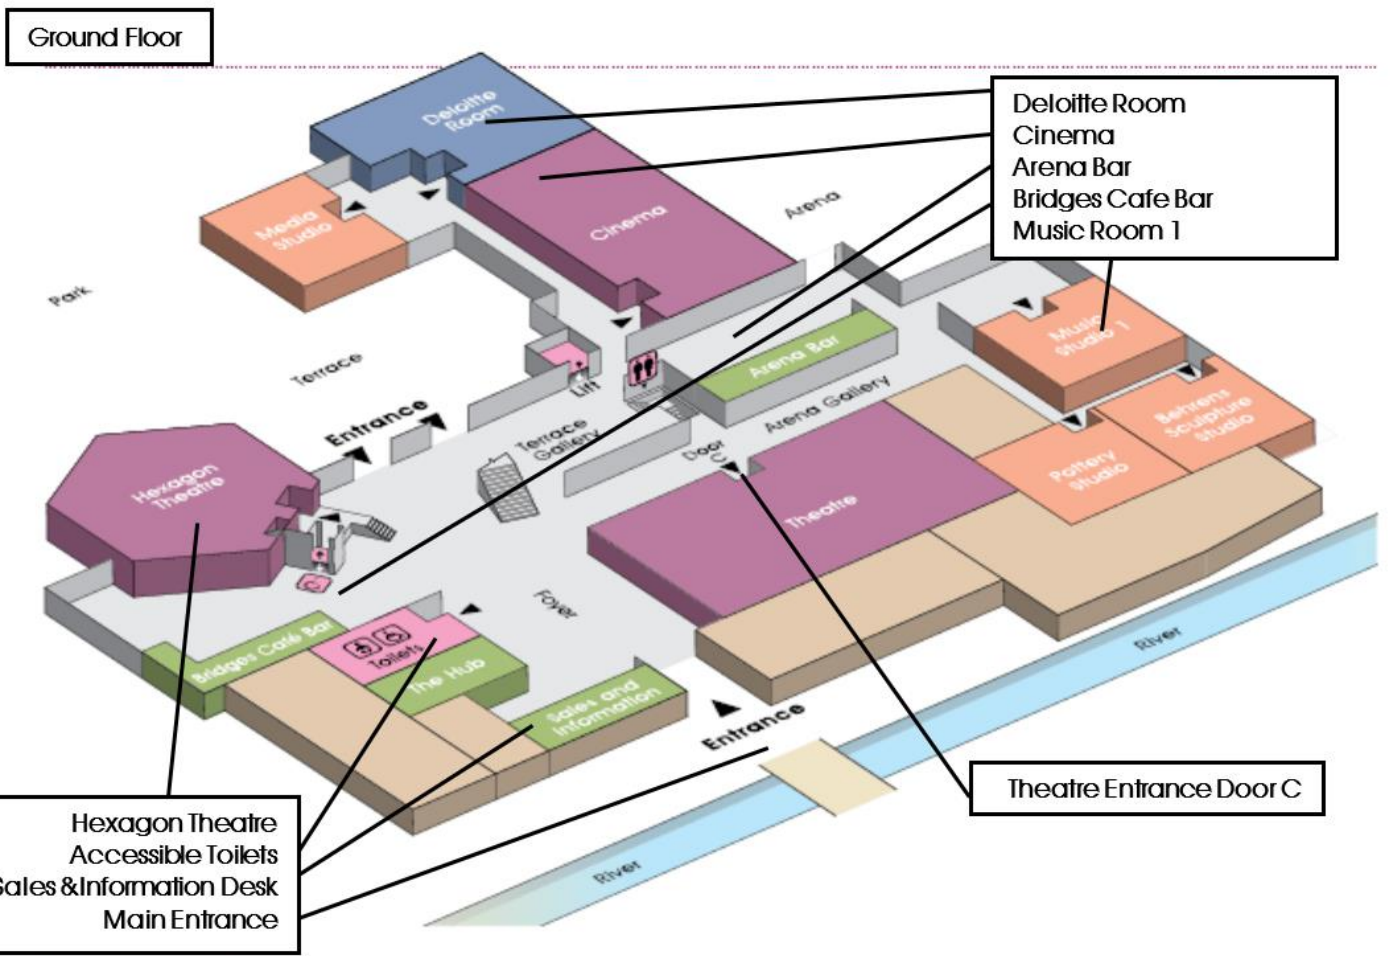 Ground Floor
Deloitte
Room
Deloitte Room
Cinema
Arena Bar
Bridges Cafe Bar
Music Room 1
Media
Studio
Cinema
Arena
Park
Terrace
Lift
Entrance
Terrace
Gallery
Arena Bar
Arena Gallery
Music
Studio 1
Behrens
Sculpture
Studio
Pottery
Studio
Door
C
Theatre
Hexagon
Theatre
Foyer
Bridges Café Bar
Toilets
The Hub
Sales and
Information
Entrance
River
River
Theatre Entrance Door C
Hexagon Theatre
Accessible Toilets
Sales &Information Desk
Main Entrance